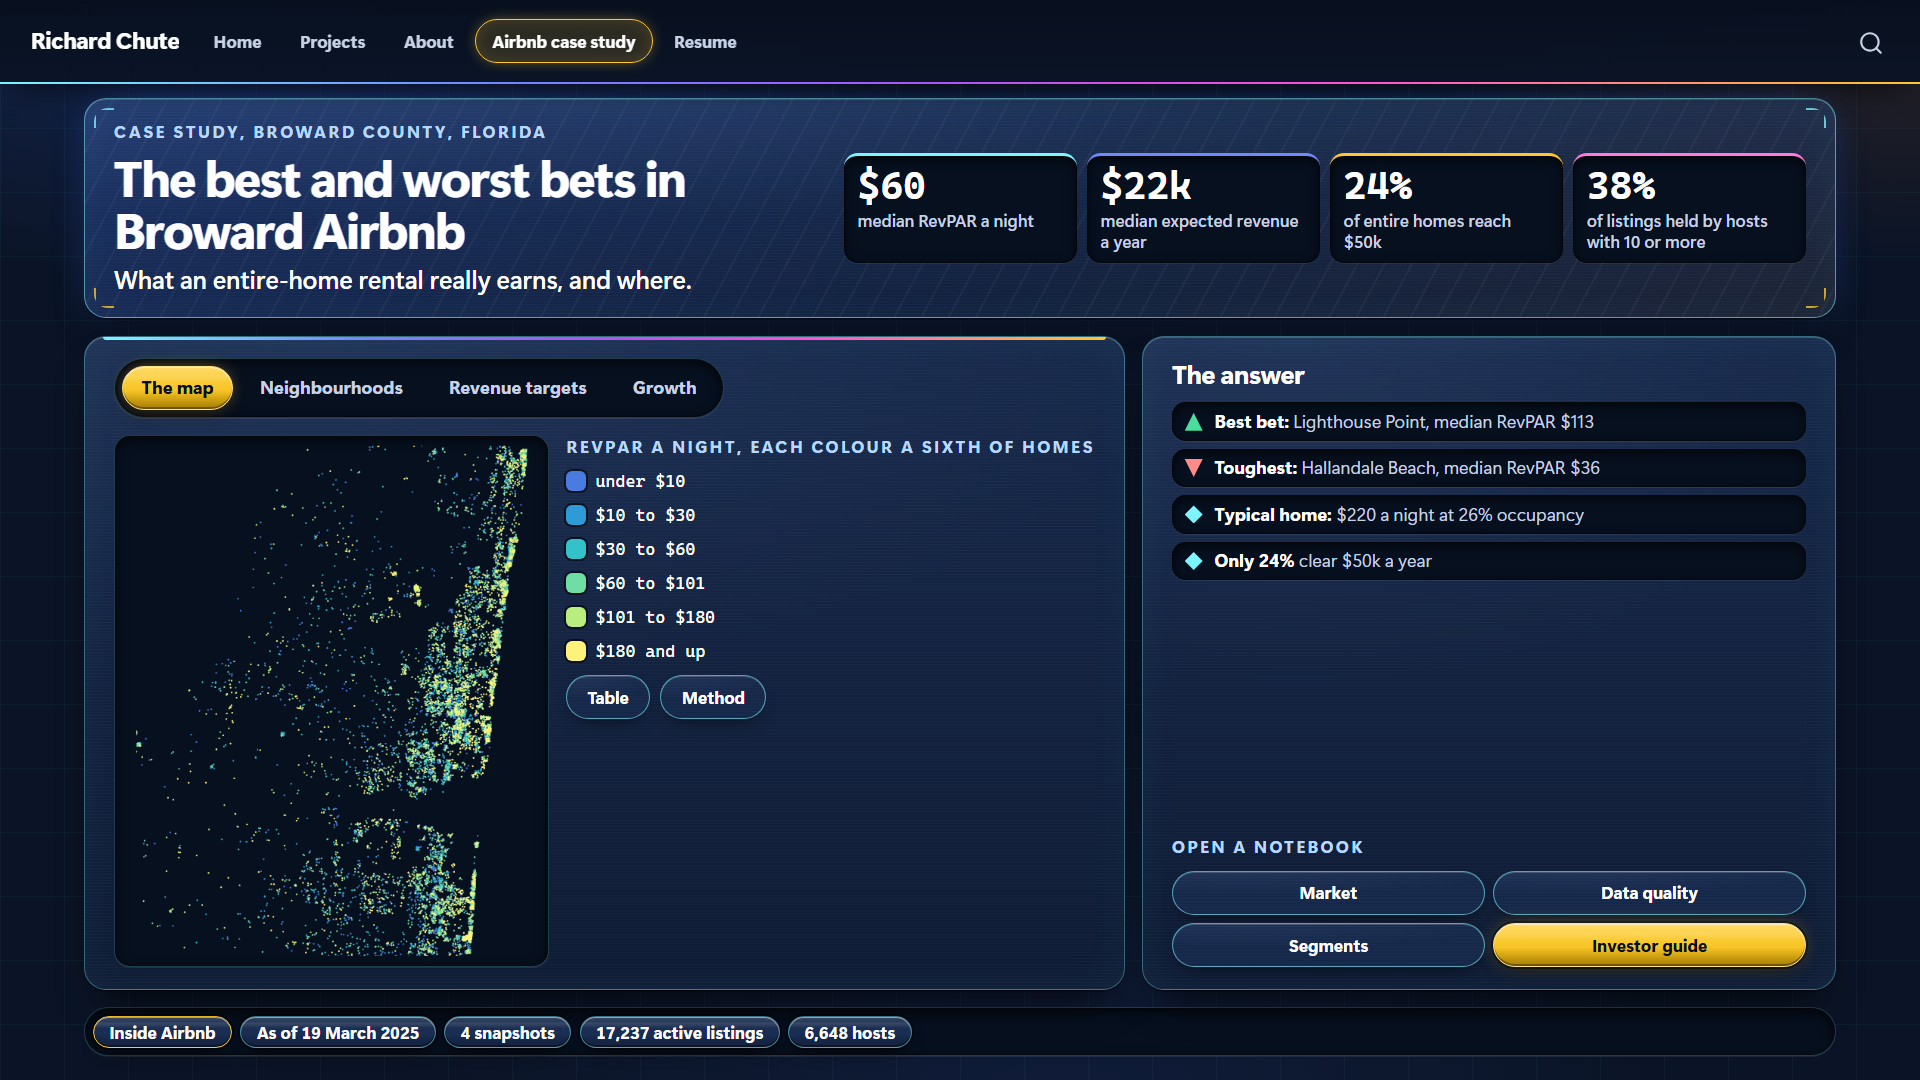 Richard Chute
Home
Projects
About
Airbnb case study
Resume
CASE STUDY, BROWARD COUNTY, FLORIDA
The best and worst bets in
Broward Airbnb
What an entire-home rental really earns, and where.
$60
median RevPAR a night
$22k
median expected revenue
a year
24%
of entire homes reach
$50k
38%
of listings held by hosts
with 10 or more
The map
Neighbourhoods
Revenue targets
Growth
REVPAR A NIGHT, EACH COLOUR A SIXTH OF HOMES
under $10
$10 to $30
$30 to $60
$60 to $101
$101 to $180
$180 and up
Table
Method
The answer
Best bet: Lighthouse Point, median RevPAR $113
Toughest: Hallandale Beach, median RevPAR $36
Typical home: $220 a night at 26% occupancy
Only 24% clear $50k a year
OPEN A NOTEBOOK
Market
Data quality
Segments
Investor guide
Inside Airbnb
As of 19 March 2025
4 snapshots
17,237 active listings
6,648 hosts